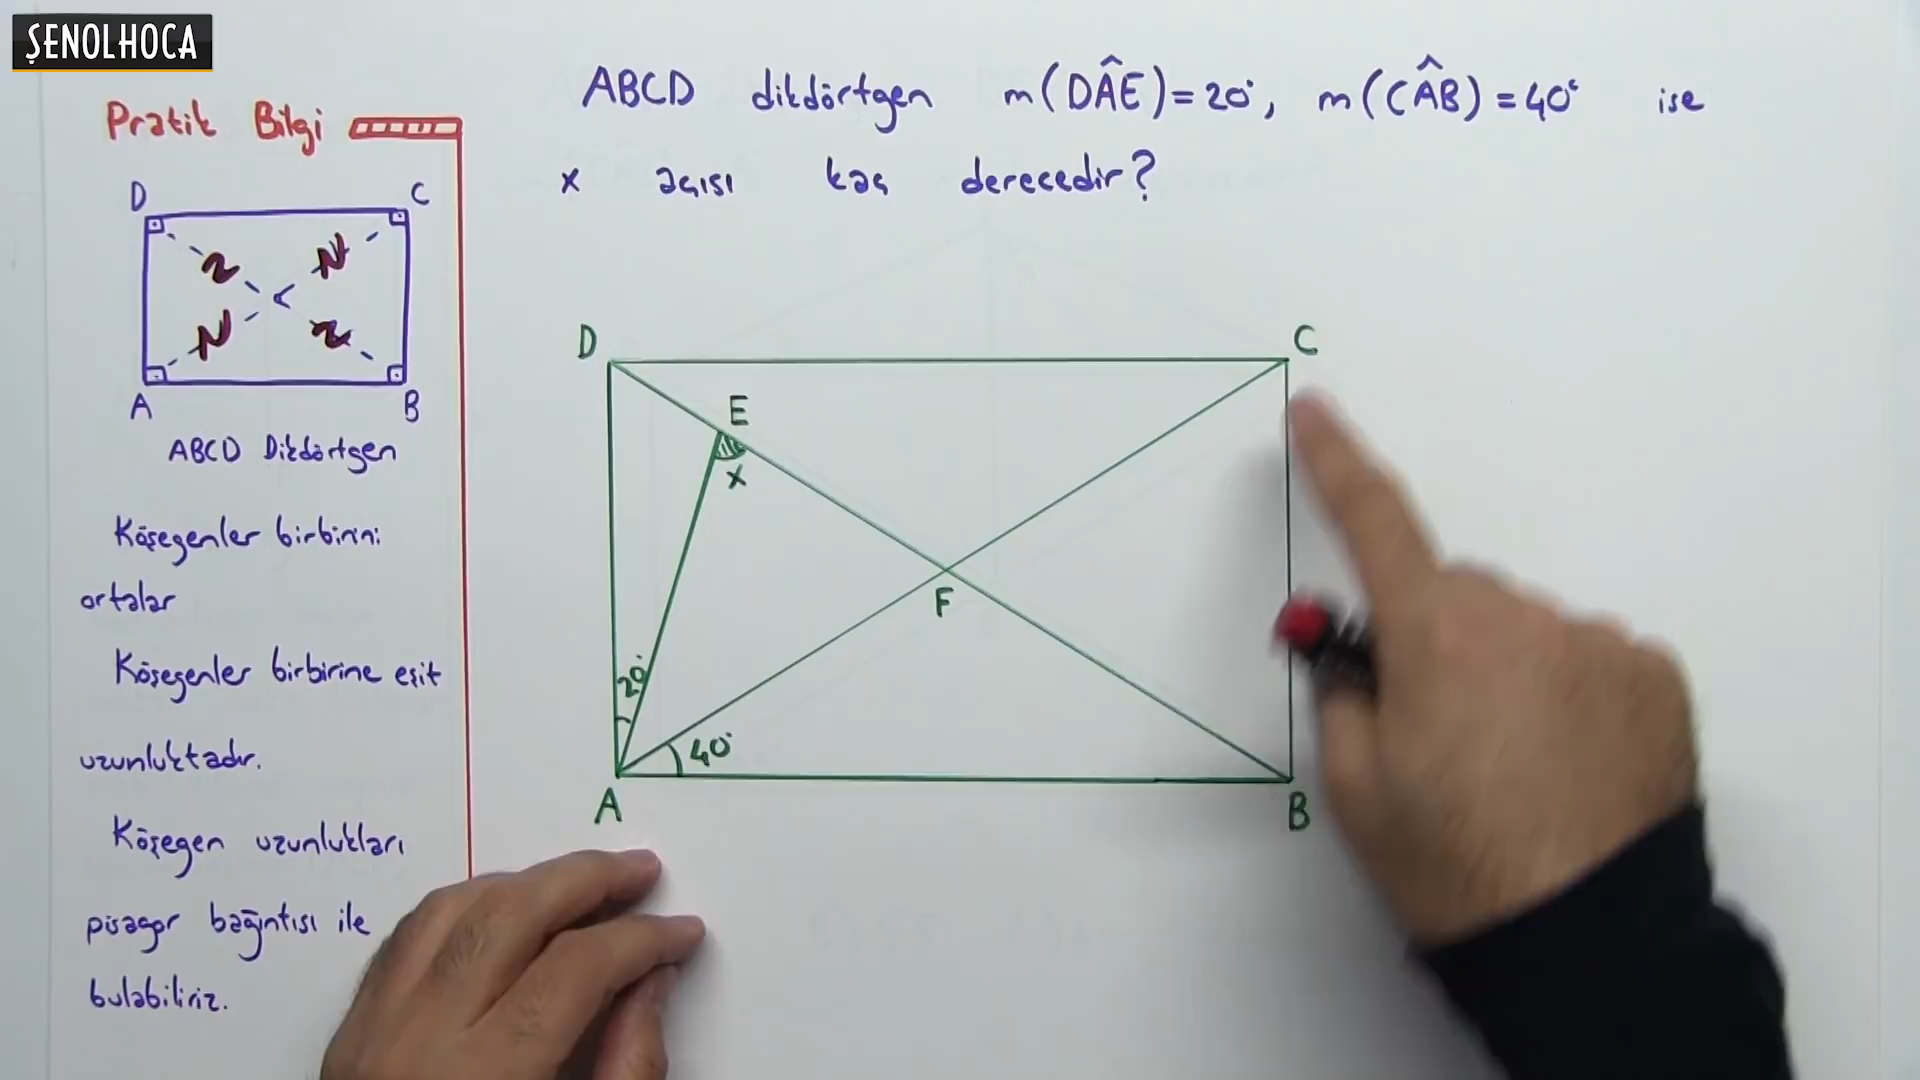 ŞENOLHOCA
ABCD dikdörtgen m(DÂE)=20°, m(CÂB)=40° ise
x açısı kaç derecedir?
Pratik Bilgi
D C
A B
ABCD Dikdörtgen
Köşegenler birbirini
ortalar
Köşegenler birbirine eşit
uzunluktadır.
Köşegen uzunlukları
pisagor bağıntısı ile
bulabiliriz.
D C
E
x
F
20°
40°
A B